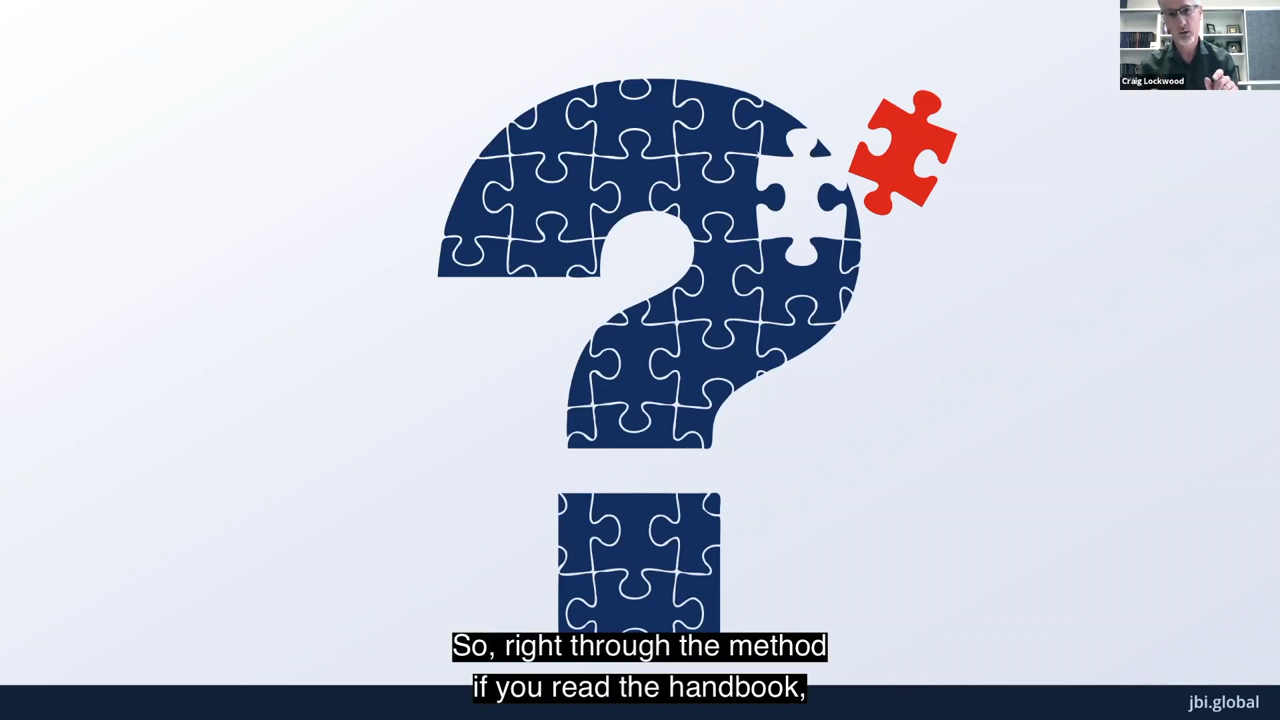 Craig Lockwood
So, right through the method
if you read the handbook,
jbi.global